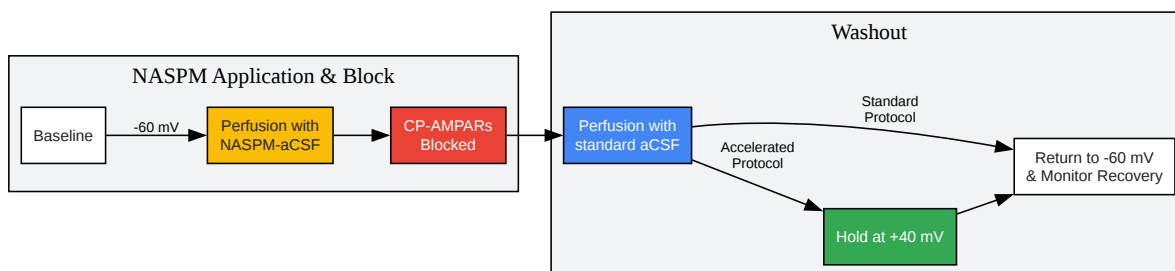 NASPM Application & Block
Baseline
-60 mV
Perfusion with
NASPM-aCSF
CP-AMPARs
Blocked
Washout
Perfusion with
standard aCSF
Standard
Protocol
Accelerated
Protocol
Hold at +40 mV
Return to -60 mV
& Monitor Recovery